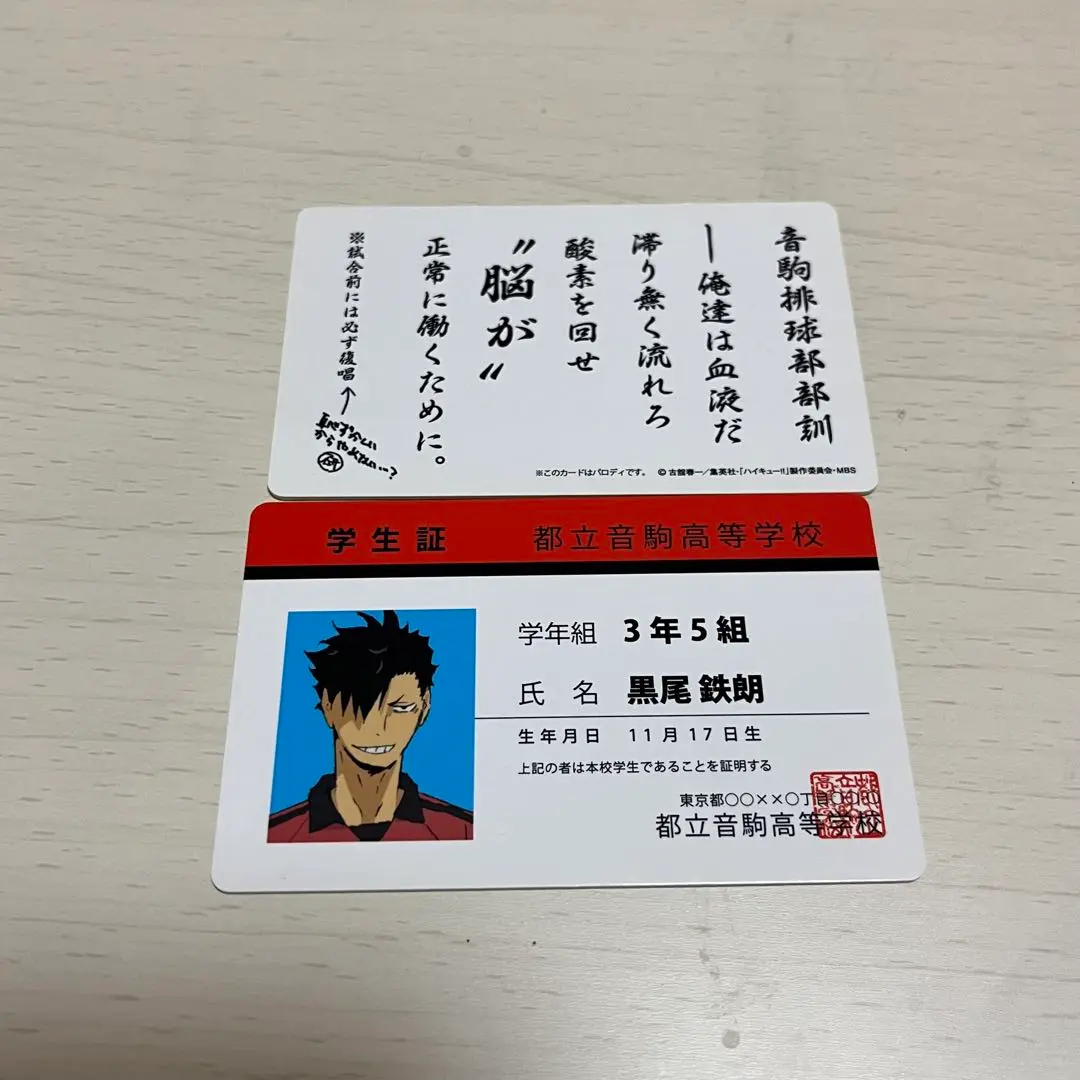 音駒排球部部訓
―俺達は血液だ
滞り無く流れろ
酸素を回せ
"脳が"
正常に働くために。
※試合前には必ず復唱
※このカードはパロディです。 ©古舘春一/集英社・「ハイキュー!!」製作委員会・MBS
学生証 都立音駒高等学校
学年組 3年5組
氏 名 黒尾 鉄朗
生年月日 11月17日生
上記の者は本校学生であることを証明する
東京都○○××○丁目
都立音駒高等学校